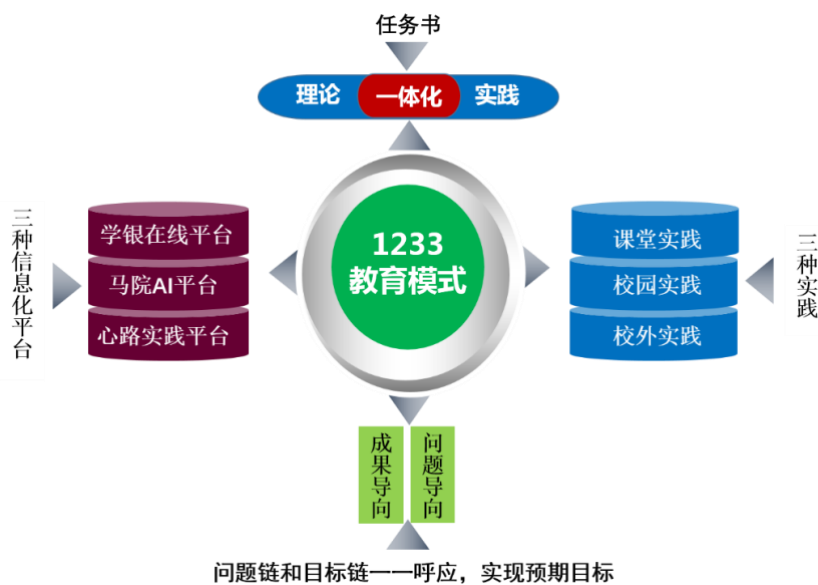 任务书
理论 一体化 实践
三种信息化平台
学银在线平台
马院AI平台
心路实践平台
1233
教育模式
课堂实践
校园实践
校外实践
三种实践
成果导向
问题导向
问题链和目标链一一呼应，实现预期目标